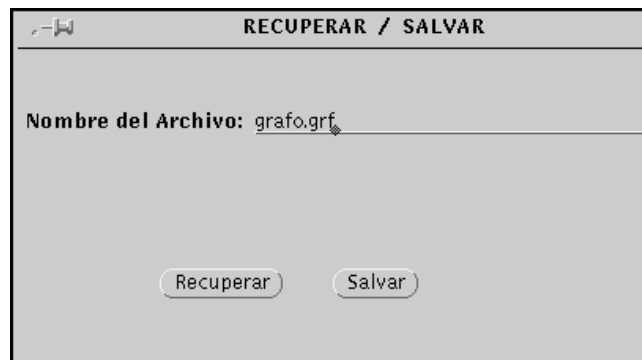 RECUPERAR / SALVAR
Nombre del Archivo: grafo.grf
Recuperar Salvar